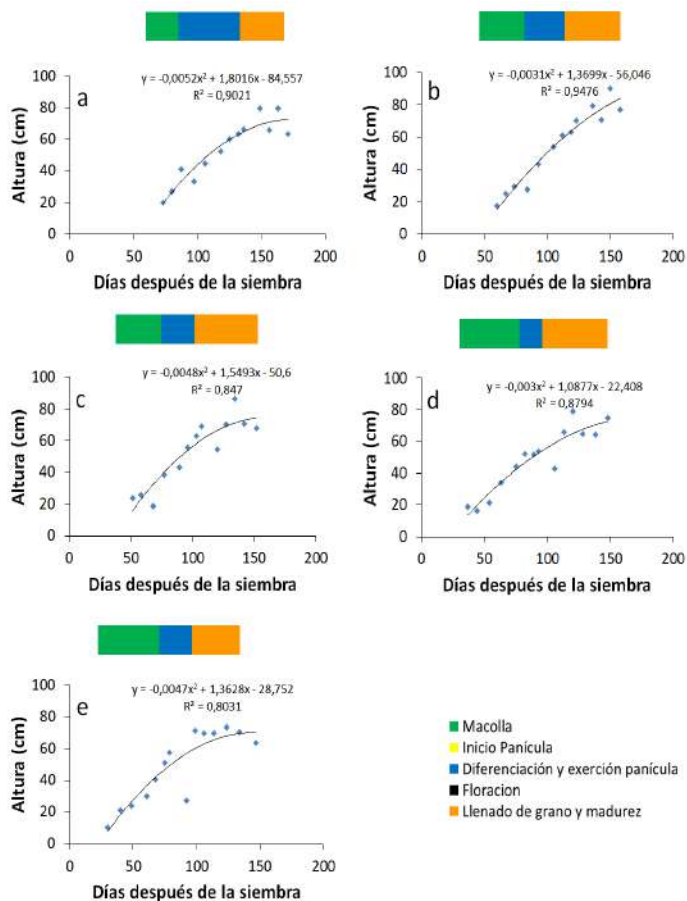 a
y = -0,0052x² + 1,8016x - 84,557
R² = 0,9021
Altura (cm)
100
80
60
40
20
0
0 50 100 150 200
Días después de la siembra
b
y = -0,0031x² + 1,3699x - 56,046
R² = 0,9476
Altura (cm)
100
80
60
40
20
0
0 50 100 150 200
Días después de la siembra
c
y = -0,0048x² + 1,5493x - 50,6
R² = 0,847
Altura (cm)
100
80
60
40
20
0
0 50 100 150 200
Días después de la siembra
d
y = -0,003x² + 1,0877x - 22,408
R² = 0,8794
Altura (cm)
100
80
60
40
20
0
0 50 100 150 200
Días después de la siembra
e
y = -0,0047x² + 1,3628x - 28,752
R² = 0,8031
Altura (cm)
100
80
60
40
20
0
0 50 100 150 200
Días después de la siembra
Macolla
Inicio Panícula
Diferenciación y exerción panícula
Floracion
Llenado de grano y madurez